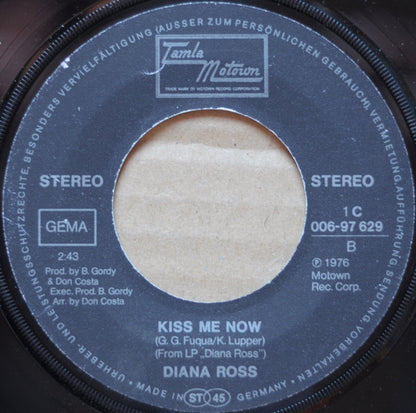 URHEBER- UND LEISTUNGSSCHUTZRECHTE, BESONDERS VERVIELFÄLTIGUNG (AUSSER ZUM PERSÖNLICHEN GEBRAUCH), VERMIETUNG, AUFFÜHRUNG, SENDUNG, VORBEHALTEN
Tamla Motown
TRADE MARK OF MOTOWN RECORD CORPORATION
STEREO
STEREO
GEMA
2:43
Prod. by B. Gordy
& Don Costa
Exec. Prod. B. Gordy
Arr. by Don Costa
1 C
006-97 629
B
℗ 1976
Motown
Rec. Corp.
KISS ME NOW
(G. G. Fuqua/K. Lupper)
(From LP „Diana Ross„)
DIANA ROSS
MADE IN ST 45 GERMANY